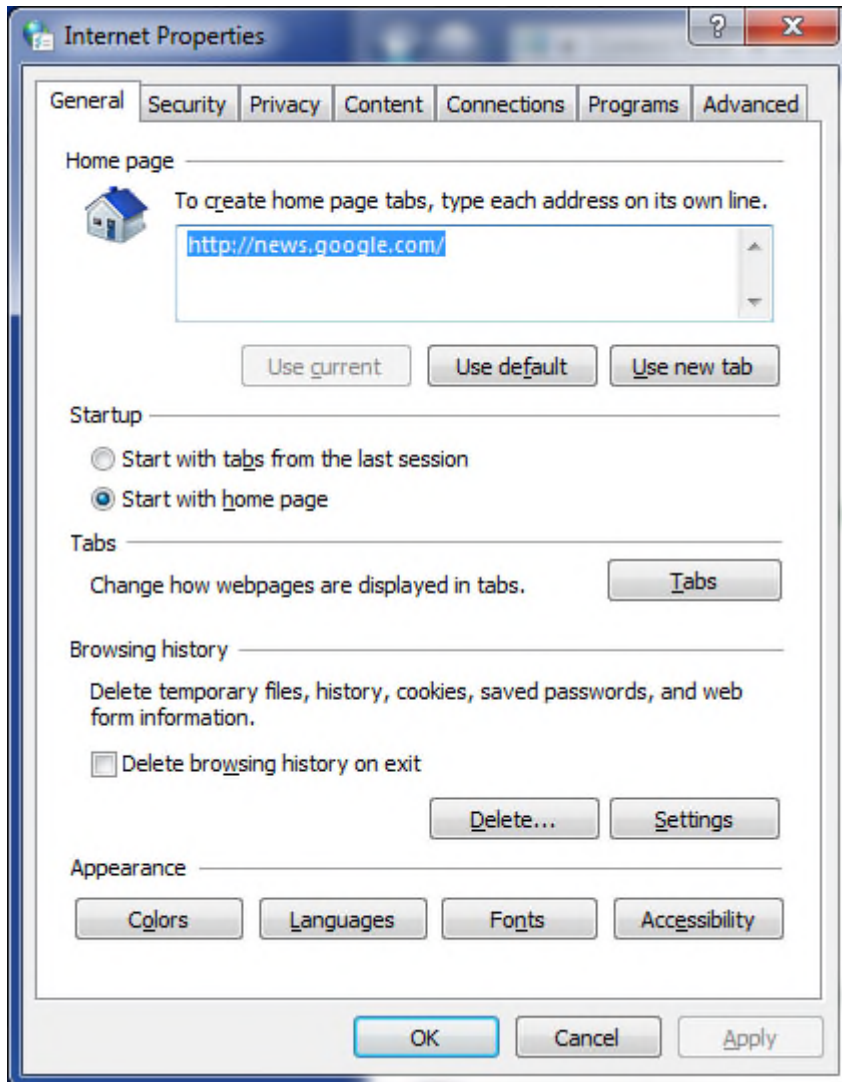 Internet Properties
General Security Privacy Content Connections Programs Advanced
Home page
To create home page tabs, type each address on its own line.
http://news.google.com/
Use current Use default Use new tab
Startup
Start with tabs from the last session
Start with home page
Tabs
Change how webpages are displayed in tabs. Tabs
Browsing history
Delete temporary files, history, cookies, saved passwords, and web
form information.
Delete browsing history on exit
Delete... Settings
Appearance
Colors Languages Fonts Accessibility
OK Cancel Apply